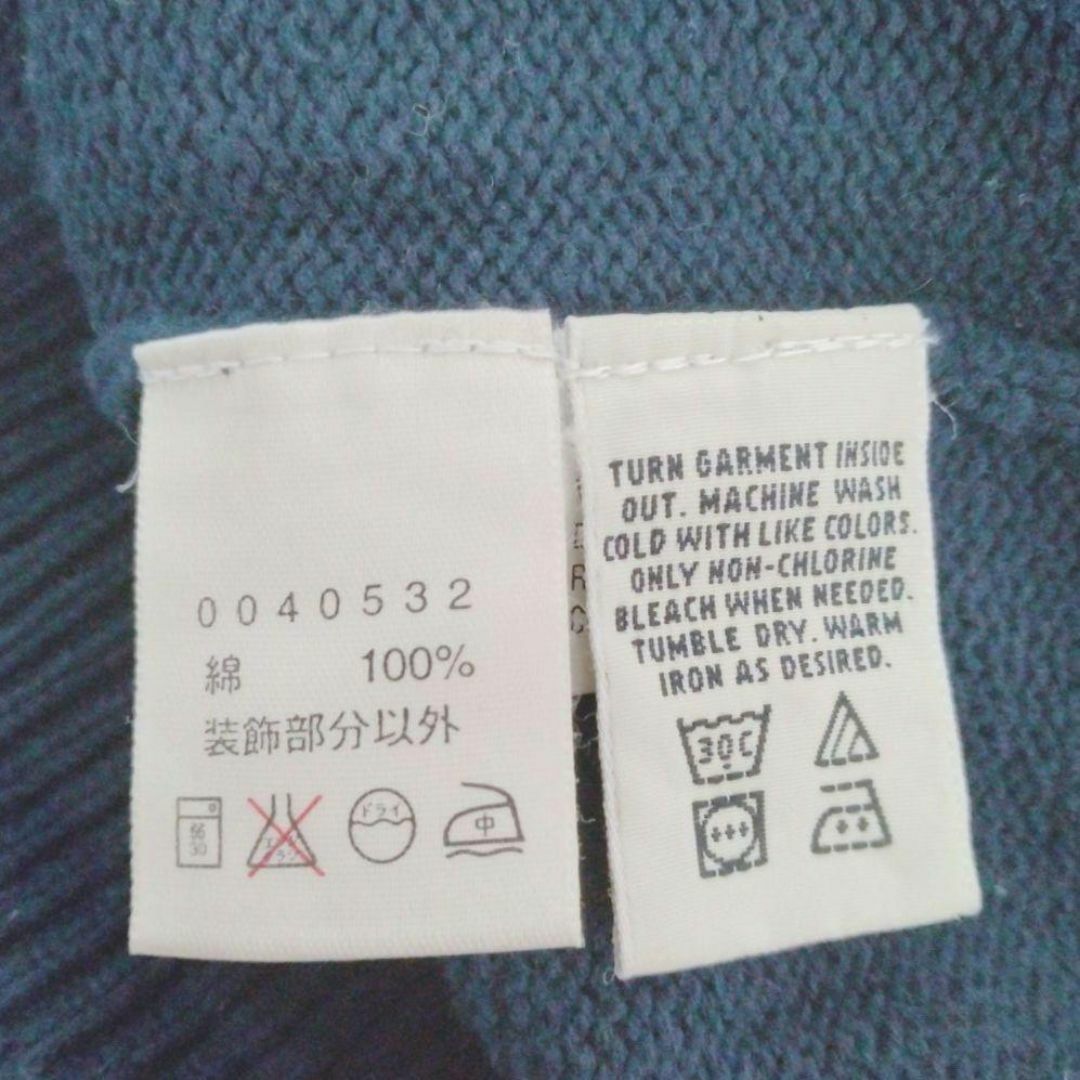 0040532
綿 100%
装飾部分以外
ドライ
中
R
C
TURN GARMENT INSIDE
OUT. MACHINE WASH
COLD WITH LIKE COLORS.
ONLY NON-CHLORINE
BLEACH WHEN NEEDED.
TUMBLE DRY. WARM
IRON AS DESIRED.
30C